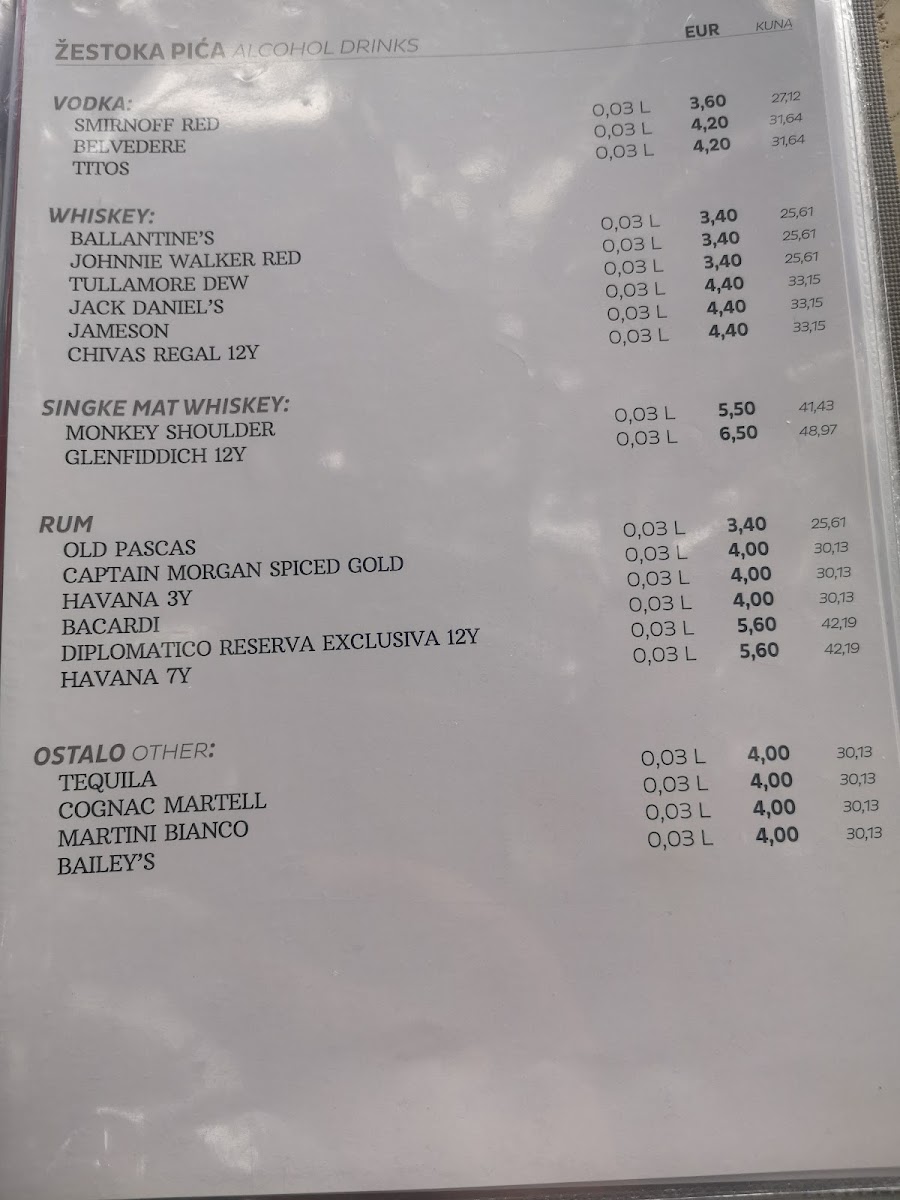 ŽESTOKA PIĆA ALCOHOL DRINKS EUR KUNA
VODKA:
SMIRNOFF RED 0,03 L 3,60 27,12
BELVEDERE 0,03 L 4,20 31,64
TITOS 0,03 L 4,20 31,64
WHISKEY:
BALLANTINE'S 0,03 L 3,40 25,61
JOHNNIE WALKER RED 0,03 L 3,40 25,61
TULLAMORE DEW 0,03 L 3,40 25,61
JACK DANIEL'S 0,03 L 4,40 33,15
JAMESON 0,03 L 4,40 33,15
CHIVAS REGAL 12Y 0,03 L 4,40 33,15
SINGKE MAT WHISKEY:
MONKEY SHOULDER 0,03 L 5,50 41,43
GLENFIDDICH 12Y 0,03 L 6,50 48,97
RUM
OLD PASCAS 0,03 L 3,40 25,61
CAPTAIN MORGAN SPICED GOLD 0,03 L 4,00 30,13
HAVANA 3Y 0,03 L 4,00 30,13
BACARDI 0,03 L 4,00 30,13
DIPLOMATICO RESERVA EXCLUSIVA 12Y 0,03 L 5,60 42,19
HAVANA 7Y 0,03 L 5,60 42,19
OSTALO OTHER:
TEQUILA 0,03 L 4,00 30,13
COGNAC MARTELL 0,03 L 4,00 30,13
MARTINI BIANCO 0,03 L 4,00 30,13
BAILEY'S 0,03 L 4,00 30,13